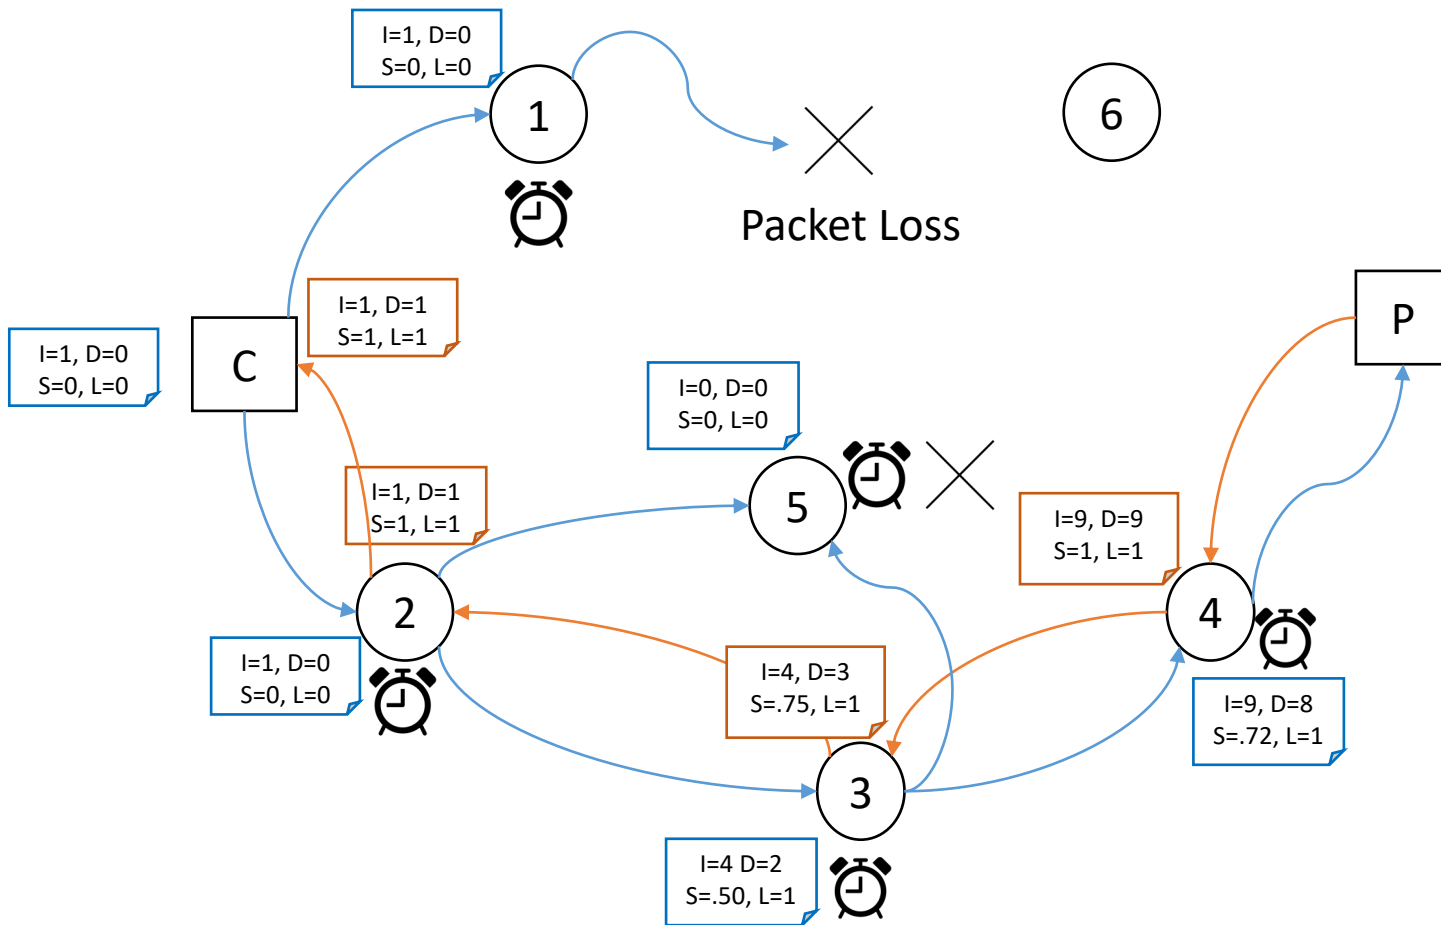 I=1, D=0
S=0, L=0
1
6
Packet Loss
I=1, D=1
S=1, L=1
P
I=1, D=0
S=0, L=0
C
I=0, D=0
S=0, L=0
I=1, D=1
S=1, L=1
5
I=9, D=9
S=1, L=1
2
4
I=1, D=0
S=0, L=0
I=4, D=3
S=.75, L=1
I=9, D=8
S=.72, L=1
3
I=4 D=2
S=.50, L=1